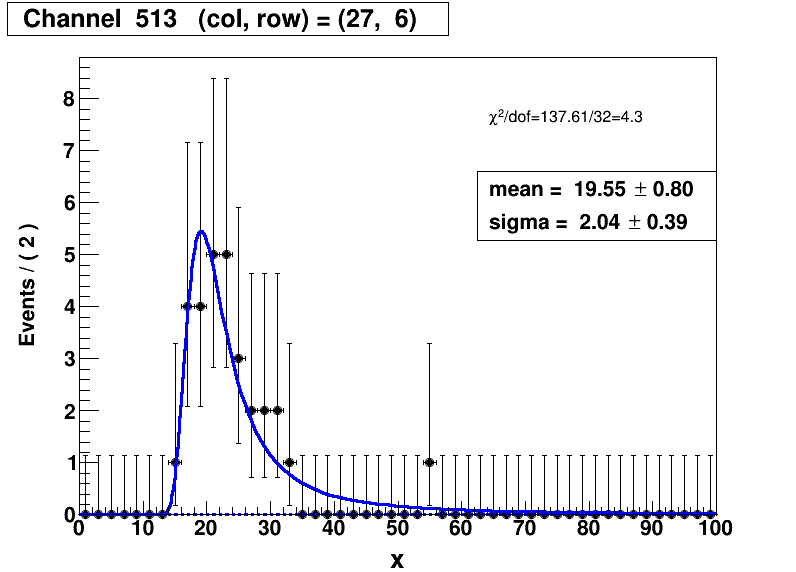 Channel 513 (col, row) = (27, 6)
χ²/dof=137.61/32=4.3
mean = 19.55 ± 0.80
sigma = 2.04 ± 0.39
Events / ( 2 )
8
7
6
5
4
3
2
1
0
0 10 20 30 40 50 60 70 80 90 100
x